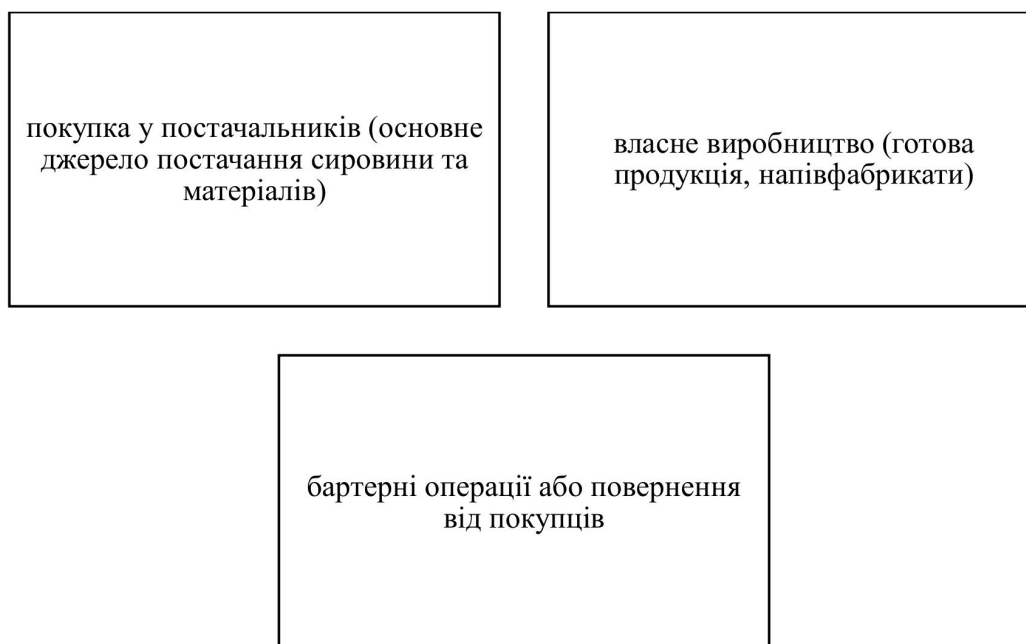 покупка у постачальників (основне
джерело постачання сировини та
матеріалів)
власне виробництво (готова
продукція, напівфабрикати)
бартерні операції або повернення
від покупців